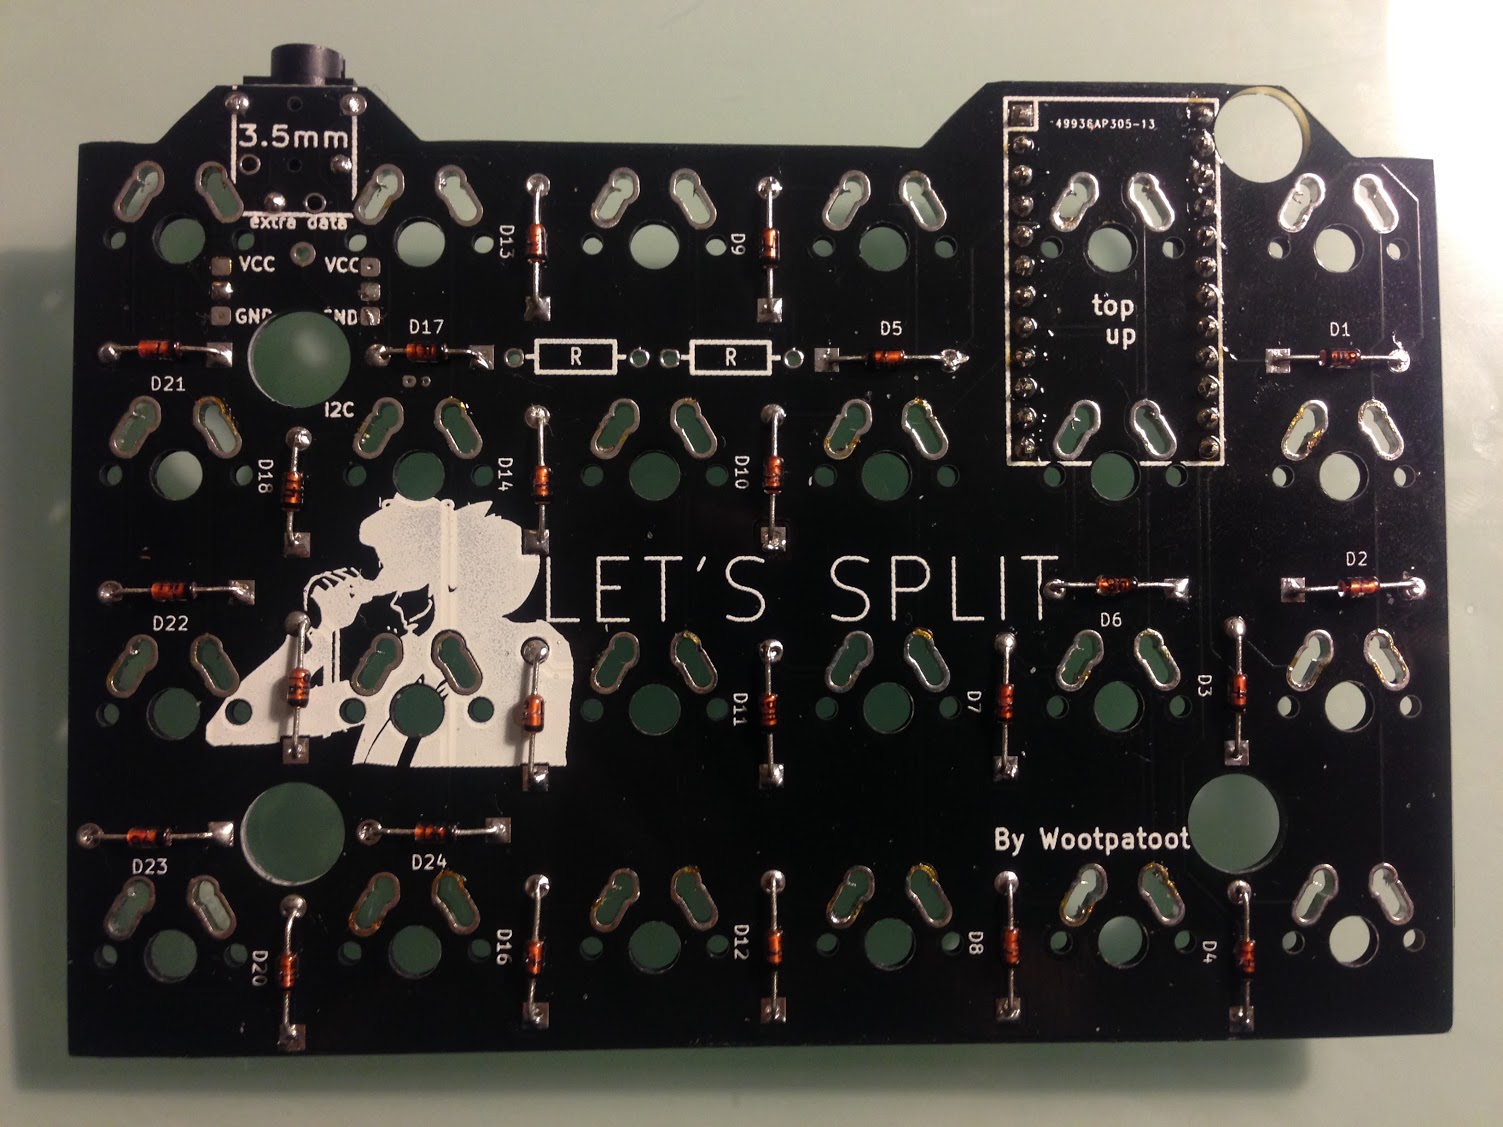 3.5mm
extra data
49936AP305-13
VCC VCC
GND GND
D13
D9
top
up
D17
R
R
D5
D1
D21
I2C
D18
D14
D10
LET'S SPLIT
D2
D22
D6
D11
D7
D3
By Wootpatoot
D23
D24
D20
D16
D12
D8
D4